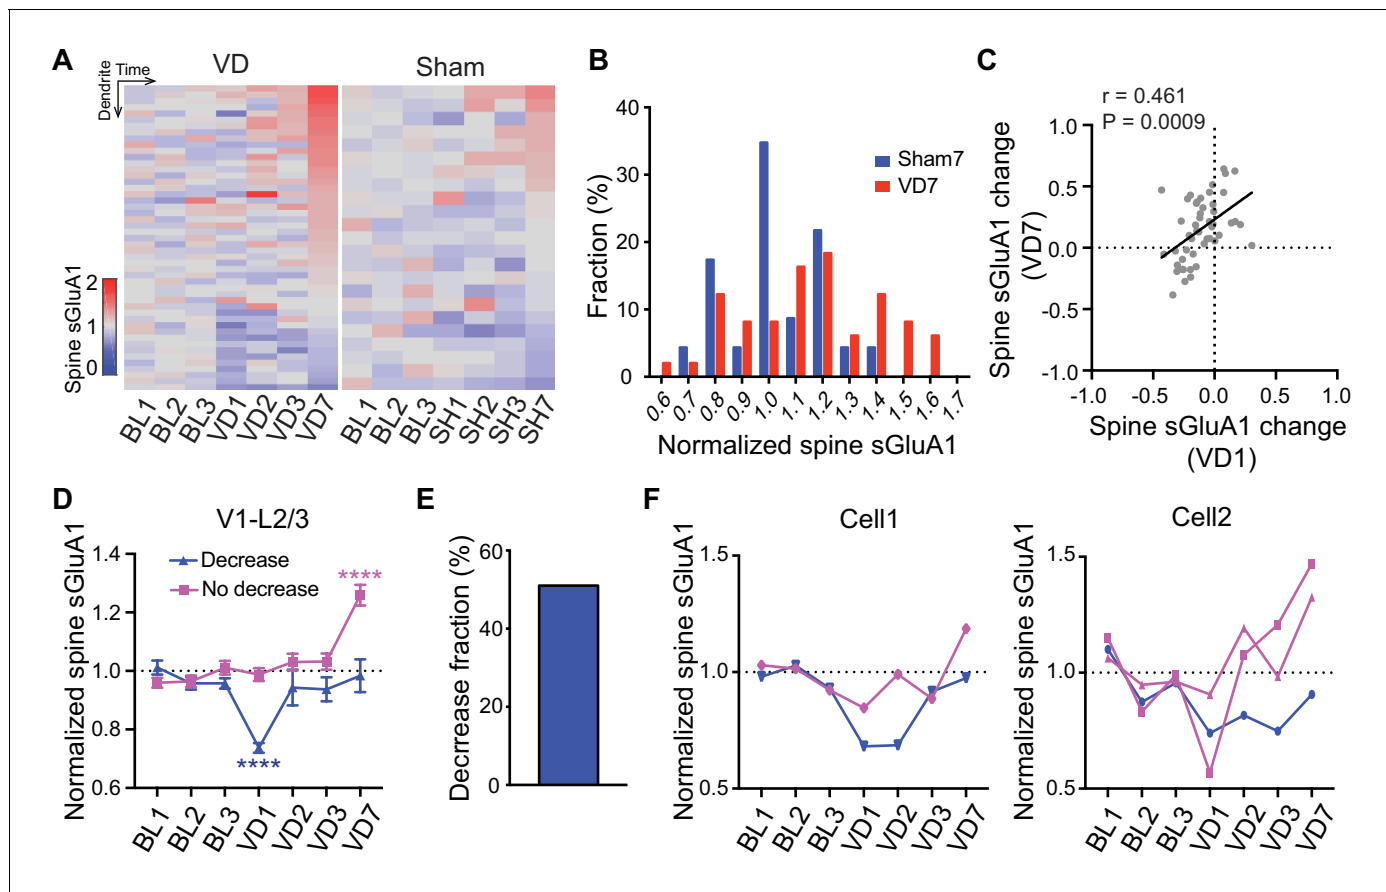 A
VD
Sham
Time
Dendrite
Spine sGluA1
2
1
0
BL1
BL2
BL3
VD1
VD2
VD3
VD7
BL1
BL2
BL3
SH1
SH2
SH3
SH7
B
Fraction (%)
40
30
20
10
0
Sham7
VD7
0.6
0.7
0.8
0.9
1.0
1.1
1.2
1.3
1.4
1.5
1.6
1.7
Normalized spine sGluA1
C
r = 0.461
P = 0.0009
Spine sGluA1 change
(VD7)
1.0
0.5
0.0
-0.5
-1.0
-1.0
-0.5
0.0
0.5
1.0
Spine sGluA1 change
(VD1)
D
V1-L2/3
Normalized spine sGluA1
1.4
1.2
1.0
0.8
0.6
Decrease
No decrease
****
****
BL1
BL2
BL3
VD1
VD2
VD3
VD7
E
Decrrease fraction (%)
60
40
20
0
F
Cell1
Normalized spine sGluA1
1.5
1.0
0.5
BL1
BL2
BL3
VD1
VD2
VD3
VD7
Cell2
Normalized spine sGluA1
1.5
1.0
0.5
BL1
BL2
BL3
VD1
VD2
VD3
VD7